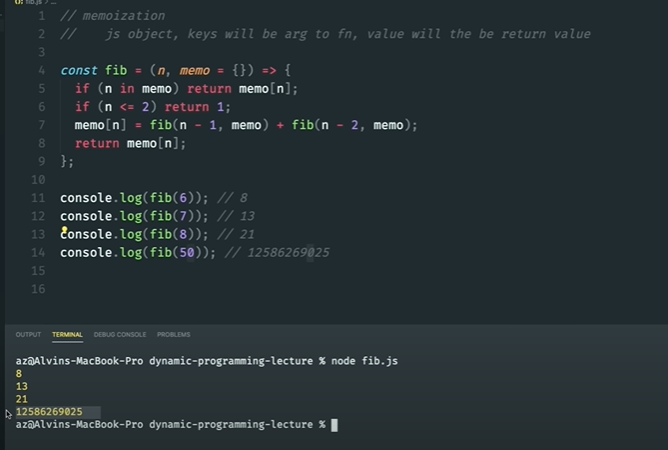 fib.js > ...
1 // memoization
2 //    js object, keys will be arg to fn, value will the be return value
3
4 const fib = (n, memo = {}) => {
5   if (n in memo) return memo[n];
6   if (n <= 2) return 1;
7   memo[n] = fib(n - 1, memo) + fib(n - 2, memo);
8   return memo[n];
9 };
10
11 console.log(fib(6)); // 8
12 console.log(fib(7)); // 13
13 console.log(fib(8)); // 21
14 console.log(fib(50)); // 12586269025
15
16
OUTPUT TERMINAL DEBUG CONSOLE PROBLEMS
az@Alvins-MacBook-Pro dynamic-programming-lecture % node fib.js
8
13
21
12586269025
az@Alvins-MacBook-Pro dynamic-programming-lecture %